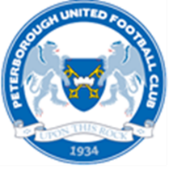 PETERBOROUGH UNITED FOOTBALL CLUB
UPON THIS ROCK
1934